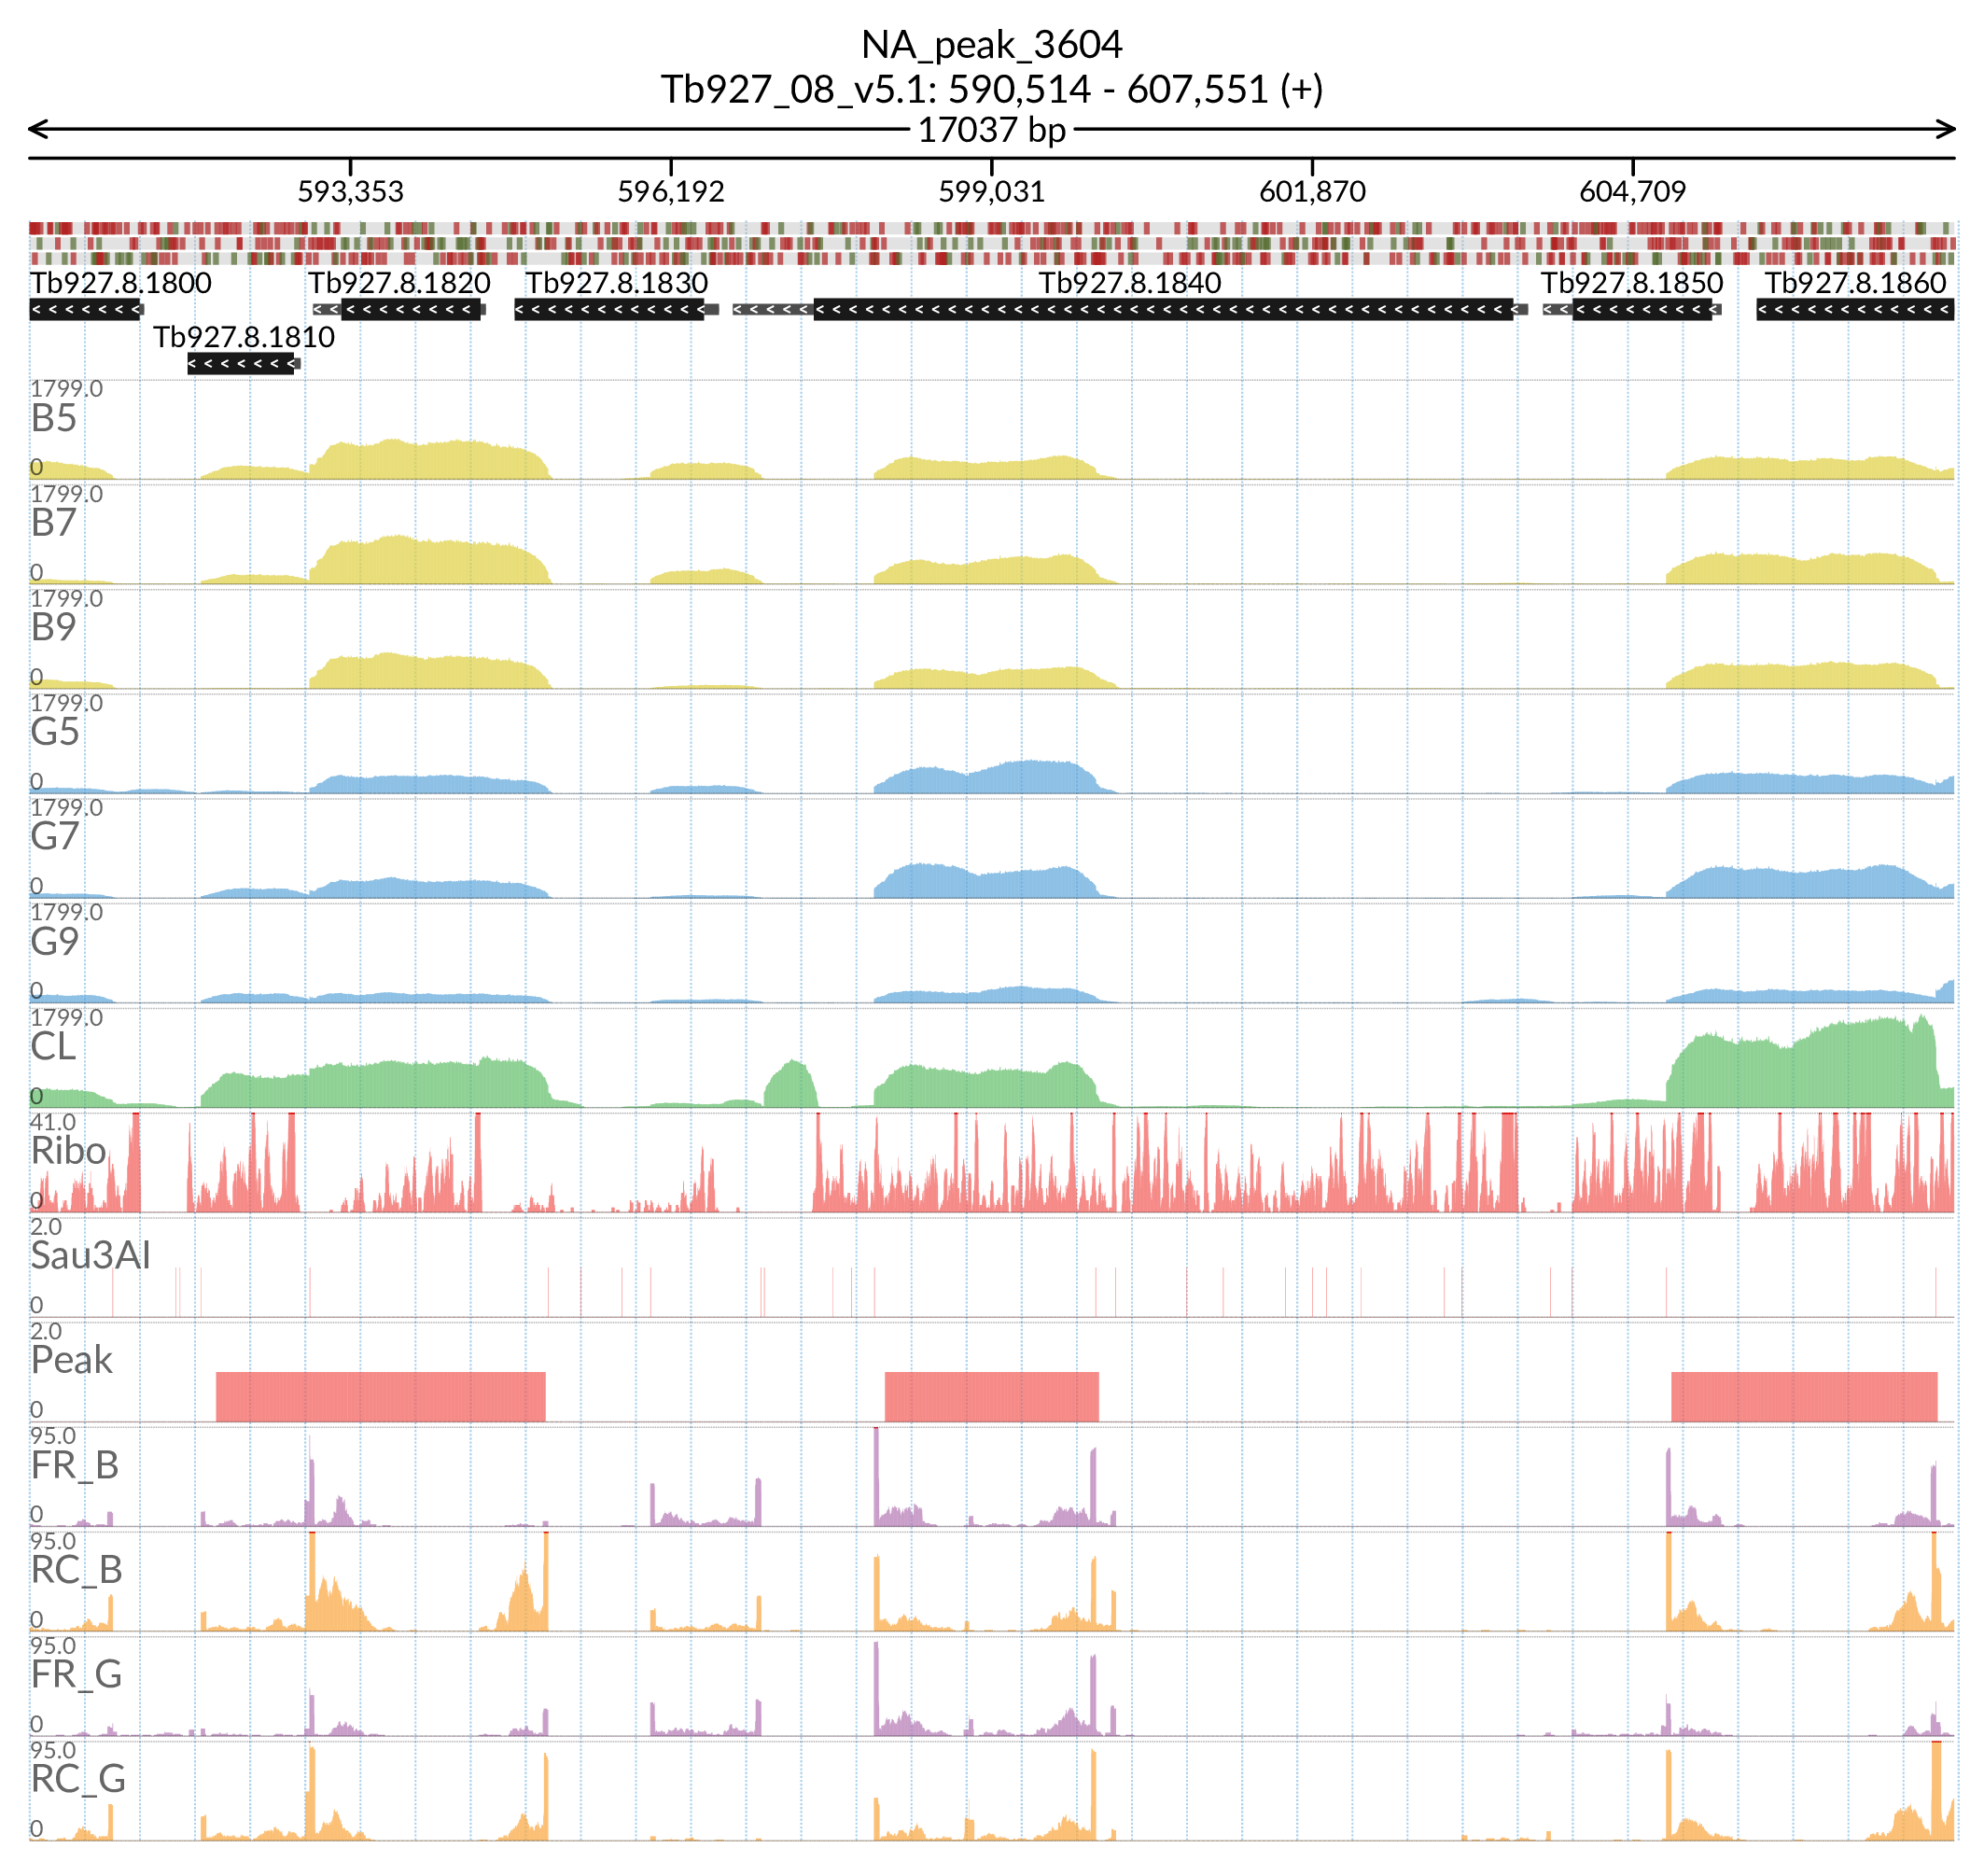 NA_peak_3604
Tb927_08_v5.1: 590,514 - 607,551 (+)
17037 bp
593,353 596,192 599,031 601,870 604,709
Tb927.8.1800 Tb927.8.1820 Tb927.8.1830 Tb927.8.1840 Tb927.8.1850 Tb927.8.1860
Tb927.8.1810
1799.0
B5
0
1799.0
B7
0
1799.0
B9
0
1799.0
G5
0
1799.0
G7
0
1799.0
G9
0
1799.0
CL
0
41.0
Ribo
0
2.0
Sau3AI
0
2.0
Peak
0
95.0
FR_B
0
95.0
RC_B
0
95.0
FR_G
0
95.0
RC_G
0